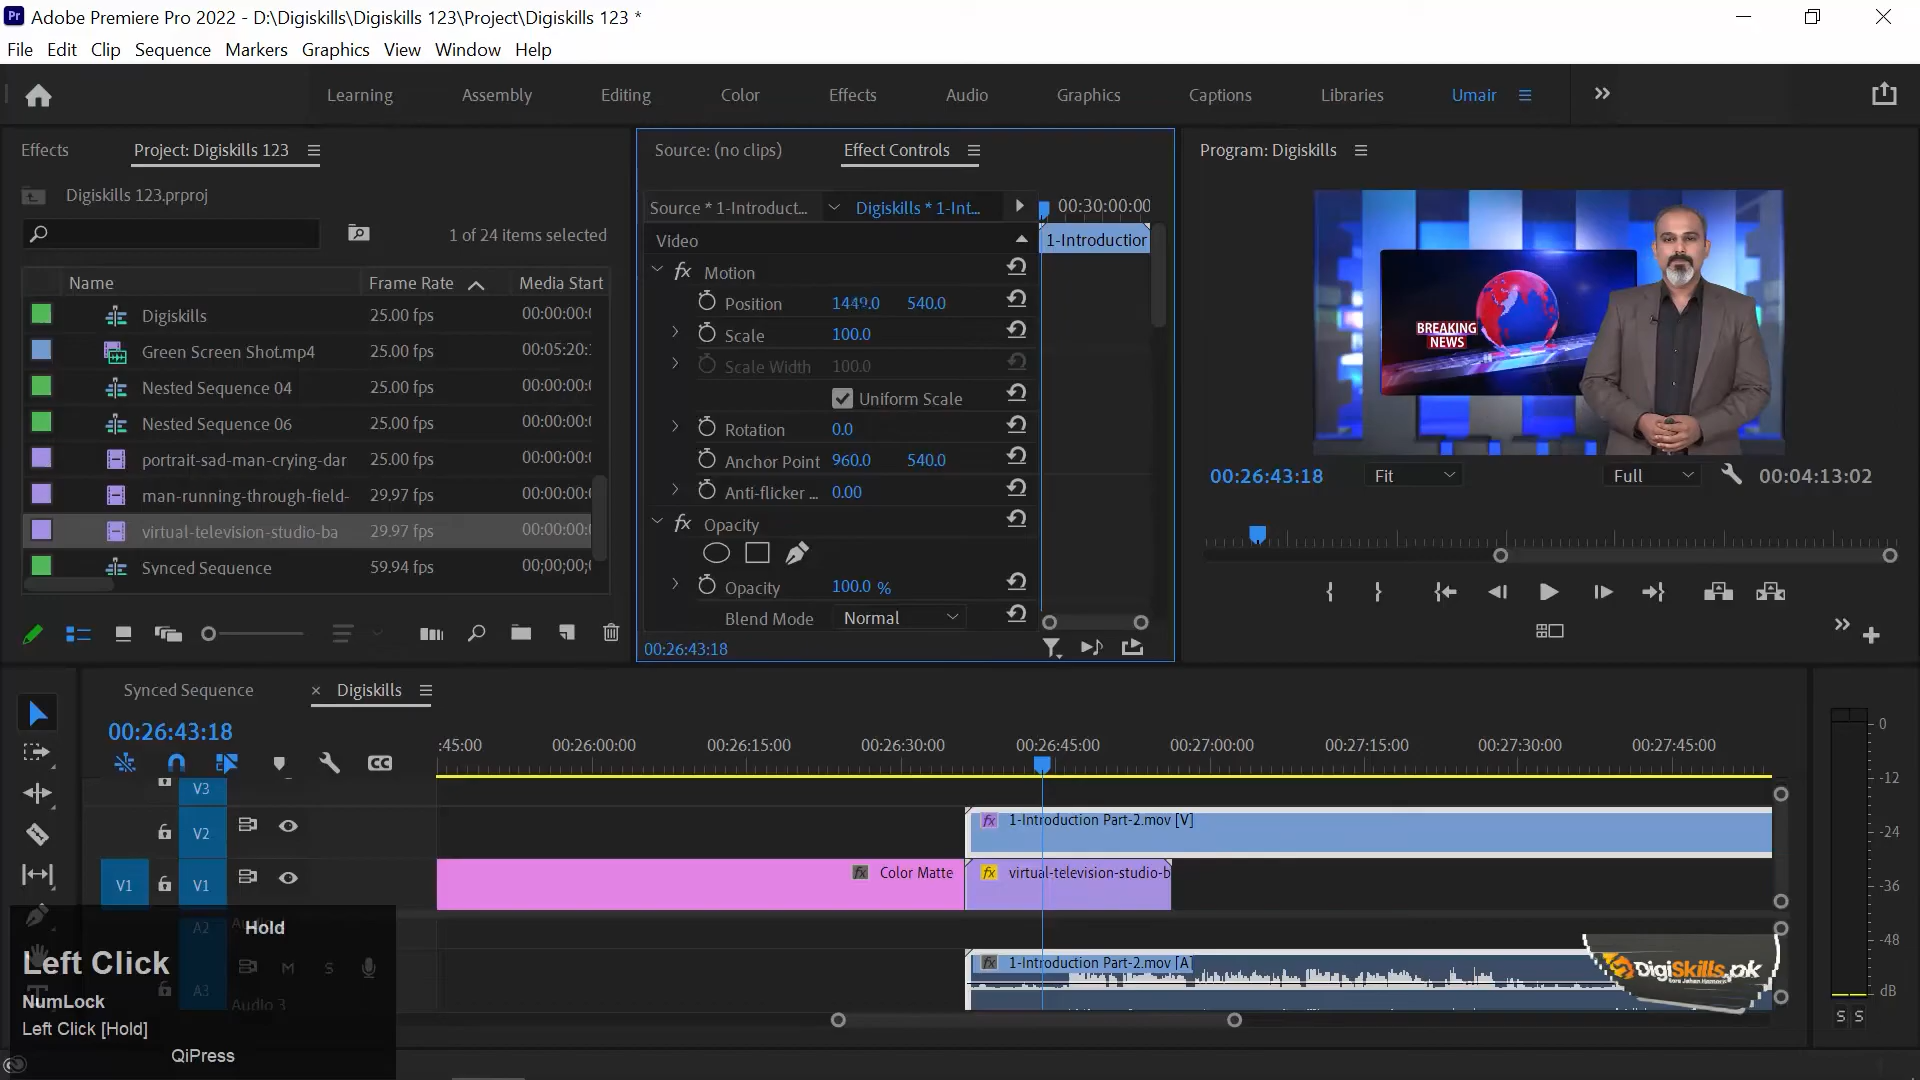 Adobe Premiere Pro 2022 - D:\Digiskills\Digiskills 123\Project\Digiskills 123 *
File Edit Clip Sequence Markers Graphics View Window Help
Learning Assembly Editing Color Effects Audio Graphics Captions Libraries Umair
Effects Project: Digiskills 123
Source: (no clips) Effect Controls
Program: Digiskills
Digiskills 123.prproj
1 of 24 items selected
Name Frame Rate Media Start
Digiskills 25.00 fps 00:00:00:
Green Screen Shot.mp4 25.00 fps 00:05:20:
Nested Sequence 04 25.00 fps 00:00:00:
Nested Sequence 06 25.00 fps 00:00:00:
portrait-sad-man-crying-dar 25.00 fps 00:00:00:
man-running-through-field- 29.97 fps 00:00:00:
virtual-television-studio-ba 29.97 fps 00:00:00:
Synced Sequence 59.94 fps 00;00;00;
Source * 1-Introduct... Digiskills * 1-Int... 00:30:00:00
Video 1-Introduction
fx Motion
Position 1449.0 540.0
Scale 100.0
Scale Width 100.0
Uniform Scale
Rotation 0.0
Anchor Point 960.0 540.0
Anti-flicker ... 0.00
fx Opacity
Opacity 100.0 %
Blend Mode Normal
00:26:43:18
BREAKING
NEWS
00:26:43:18 Fit Full 00:04:13:02
Synced Sequence Digiskills
00:26:43:18
:45:00 00:26:00:00 00:26:15:00 00:26:30:00 00:26:45:00 00:27:00:00 00:27:15:00 00:27:30:00 00:27:45:00
CC
V3
V2 fx 1-Introduction Part-2.mov [V]
V1 V1 fx Color Matte fx virtual-television-studio-b
A2
A3 M S Audio 3
fx 1-Introduction Part-2.mov [A]
DigiSkills.pk
0
-12
-24
-36
-48
dB
S S
Hold
Left Click
NumLock
Left Click [Hold]
QiPress